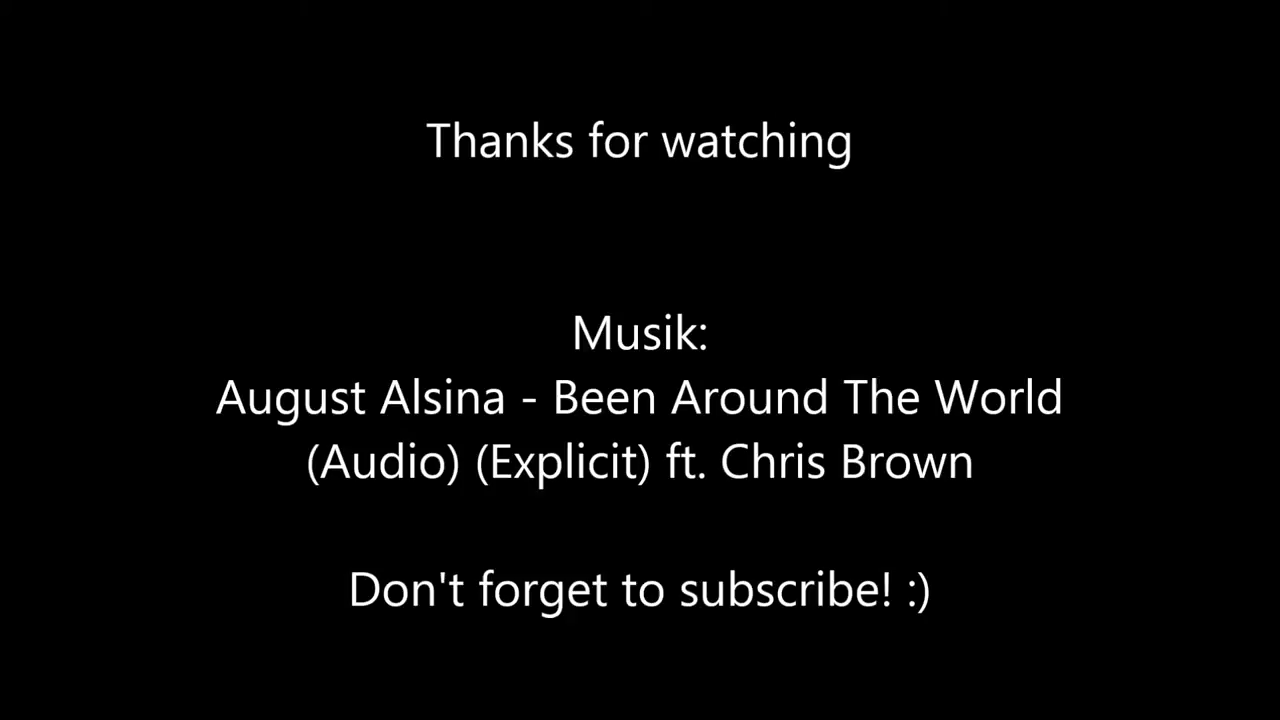 Thanks for watching
Musik:
August Alsina - Been Around The World
(Audio) (Explicit) ft. Chris Brown
Don't forget to subscribe! :)